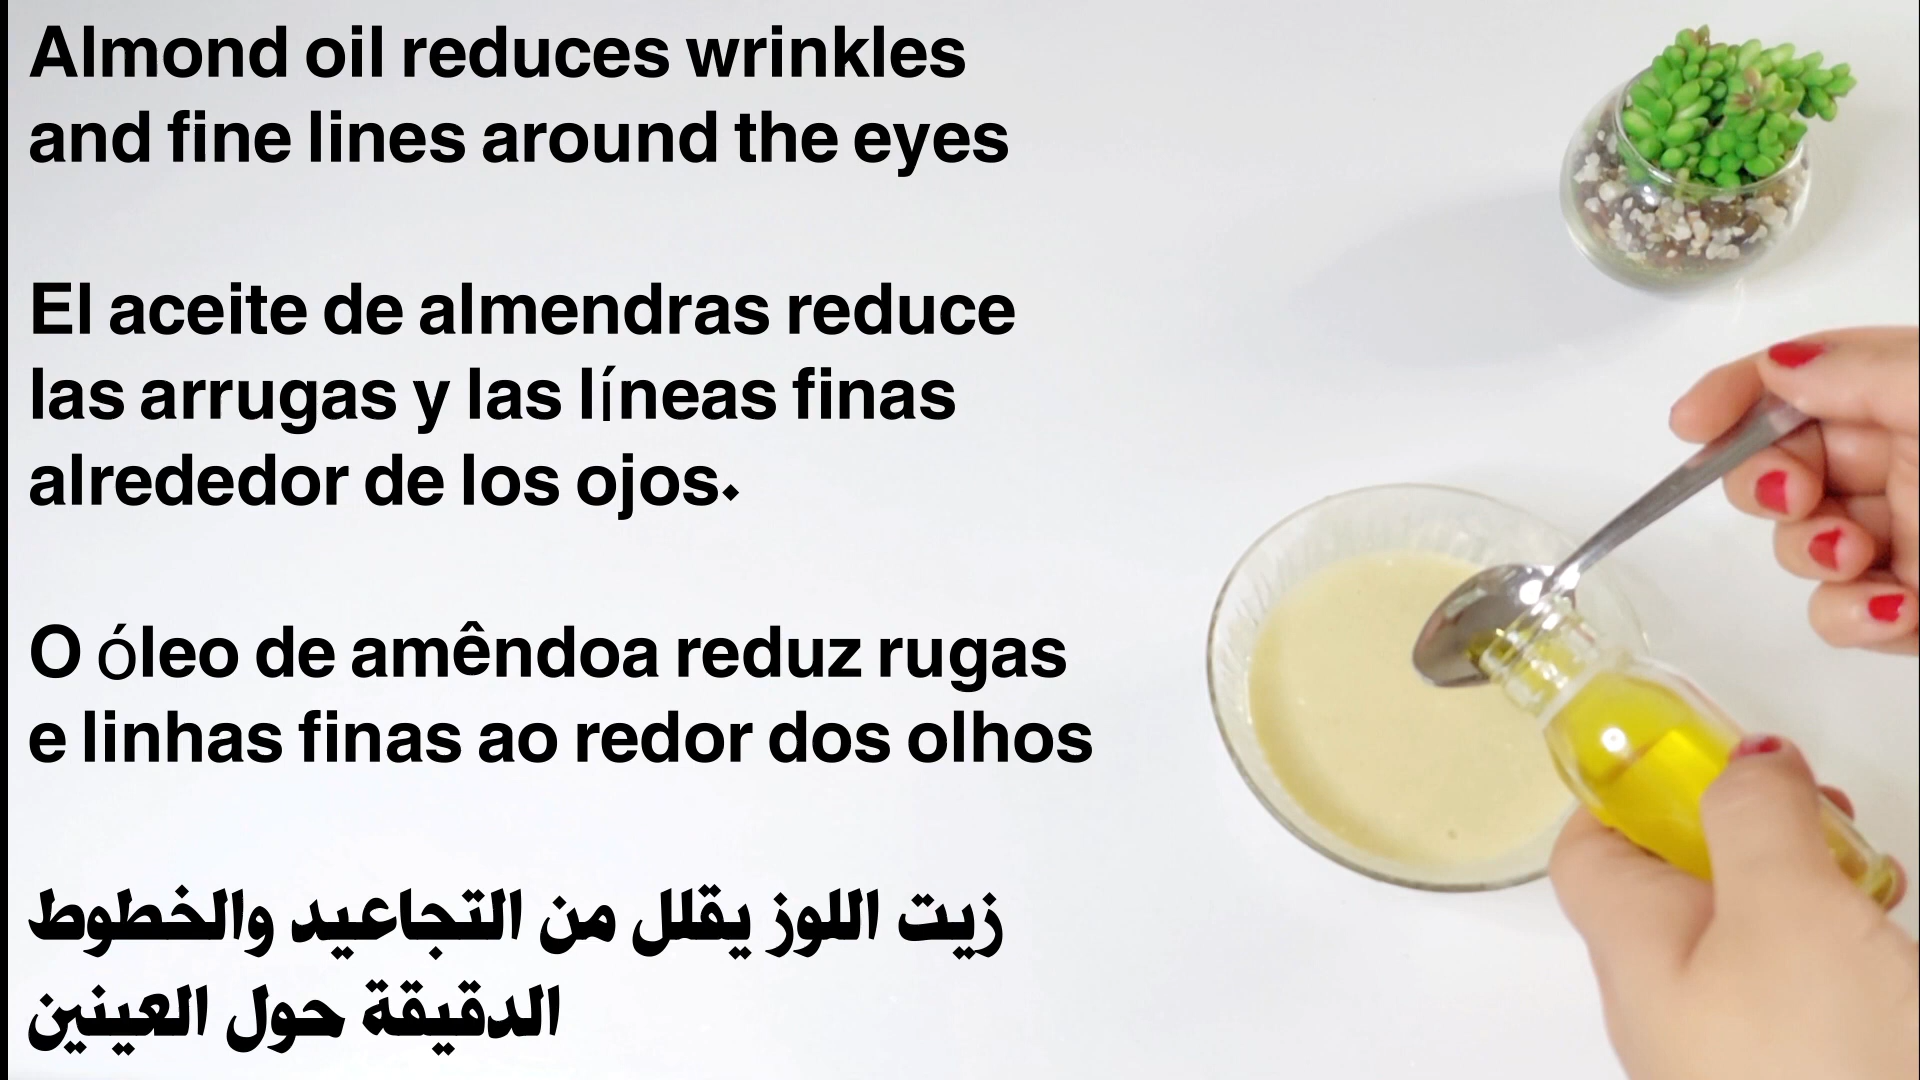 Almond oil reduces wrinkles
and fine lines around the eyes
El aceite de almendras reduce
las arrugas y las líneas finas
alrededor de los ojos.
O óleo de amêndoa reduz rugas
e linhas finas ao redor dos olhos
زيت اللوز يقلل من التجاعيد والخطوط
الدقيقة حول العينين